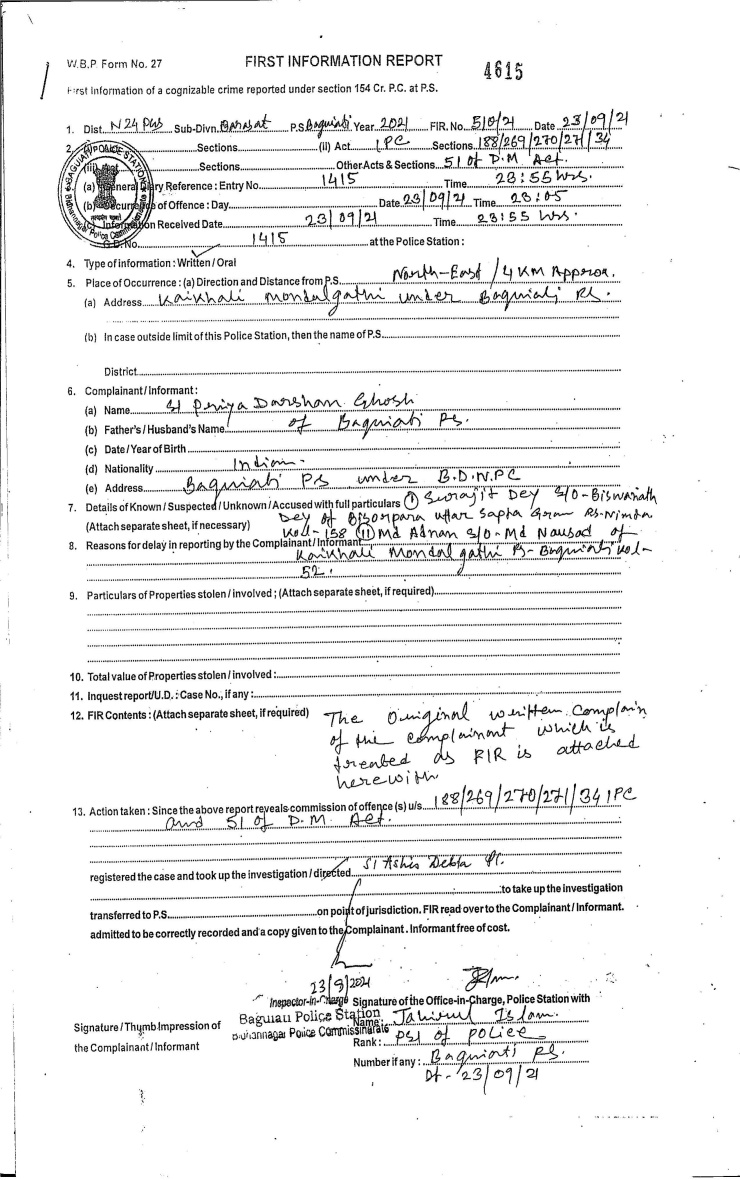 W.B.P. Form No. 27 FIRST INFORMATION REPORT 4615
First Information of a cognizable crime reported under section 154 Cr. P.C. at P.S.
1. Dist. N 24 PGS Sub-Divn. Barasat P.S. Baguiati Year 2021 FIR. No. 510/21 Date 23/09/21
2. Sections (ii) Act IPC Sections 188/269/270/271/34
(iii) Act Sections Other Acts & Sections 51 of D.M Act.
(a) General Diary Reference : Entry No. 1415 Time 23:55 hrs.
(b) Occurrence of Offence : Day Date 23/09/21 Time 23:05
(c) Information Received Date 23/09/21 Time 23:55 hrs.
G.D. No. 1415 at the Police Station :
BAGUIATI POLICE STATION
Bidhannagar Police Commissionerate
4. Type of information : Written / Oral
5. Place of Occurrence : (a) Direction and Distance from P.S. North-East / 4 KM Approx.
(a) Address Kaikhali Mondalgathi under Baguiati PS.
(b) In case outside limit of this Police Station, then the name of P.S.
District
6. Complainant / Informant :
(a) Name SI Periya Darshan Ghosh
(b) Father's / Husband's Name of Baguiati PS.
(c) Date / Year of Birth
(d) Nationality Indian
(e) Address Baguiati PS under B.D.N.PC
7. Details of Known / Suspected / Unknown / Accused with full particulars (I) Surajit Dey S/O - Biswanath
Dey of Bisorpara uttar Sapta Gram PS-Nimta
(Attach separate sheet, if necessary) Kol-158 (II) Md Adnan S/O - Md Nausad of
8. Reasons for delay in reporting by the Complainant / Informant Kaikhali Mondal gathi PS - Baguiati Kol-
52.
9. Particulars of Properties stolen / involved ; (Attach separate sheet, if required)
10. Total value of Properties stolen / involved :
11. Inquest report/U.D. : Case No., if any :
12. FIR Contents : (Attach separate sheet, if required) The Original written Complain
of the complainant which is
treated as FIR is attached
herewith
13. Action taken : Since the above report reveals commission of offence (s) u/s. 188/269/270/271/34 IPC
and 51 of D.M. Act.
registered the case and took up the investigation / directed SI Ashis Debta
to take up the investigation
transferred to P.S. on point of jurisdiction. FIR read over to the Complainant / Informant.
admitted to be correctly recorded and a copy given to the Complainant. Informant free of cost.
23/9/2021
Inspector-in-Charge Signature of the Office-in-Charge, Police Station with
Baguiati Police Station Name : Tahirul Islam.
Signature / Thumb Impression of Bidhannagar Police Commissionerate Rank : PSI of Police
the Complainant / Informant
Number if any : Baguiati PS.
Dt - 23/09/21